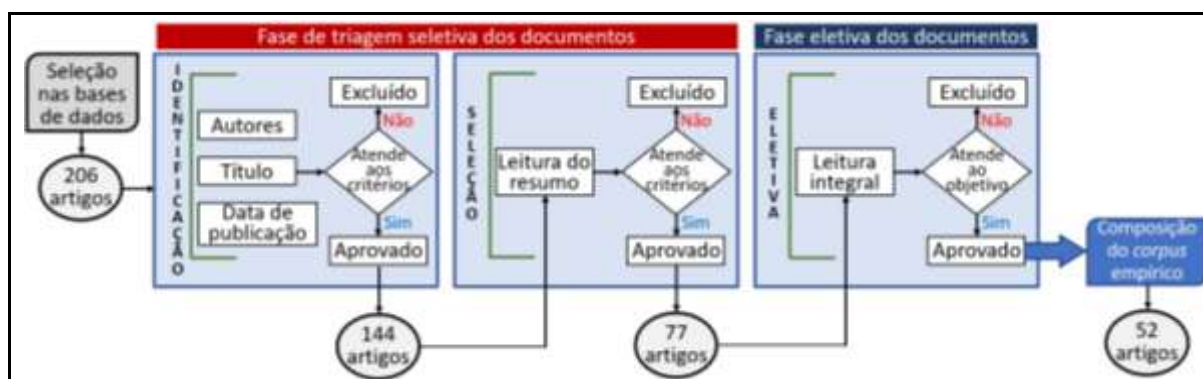 Fase de triagem seletiva dos documentos
Fase eletiva dos documentos
Seleção
nas bases
de dados
206
artigos
IDENTIFICAÇÃO
Autores
Título
Data de
publicação
Excluído
Não
Atende
aos
critérios
Sim
Aprovado
144
artigos
SELEÇÃO
Leitura do
resumo
Excluído
Não
Atende
aos
critérios
Sim
Aprovado
77
artigos
ELETIVA
Leitura
integral
Excluído
Não
Atende
ao
objetivo
Sim
Aprovado
Composição
do corpus
empírico
52
artigos